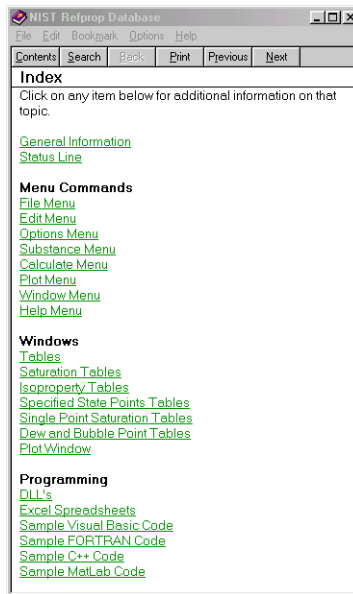 NIST Refprop Database
File Edit Bookmark Options Help
Contents Search Back Print Previous Next
Index
Click on any item below for additional information on that
topic.
General Information
Status Line
Menu Commands
File Menu
Edit Menu
Options Menu
Substance Menu
Calculate Menu
Plot Menu
Window Menu
Help Menu
Windows
Tables
Saturation Tables
Isoproperty Tables
Specified State Points Tables
Single Point Saturation Tables
Dew and Bubble Point Tables
Plot Window
Programming
DLL's
Excel Spreadsheets
Sample Visual Basic Code
Sample FORTRAN Code
Sample C++ Code
Sample MatLab Code